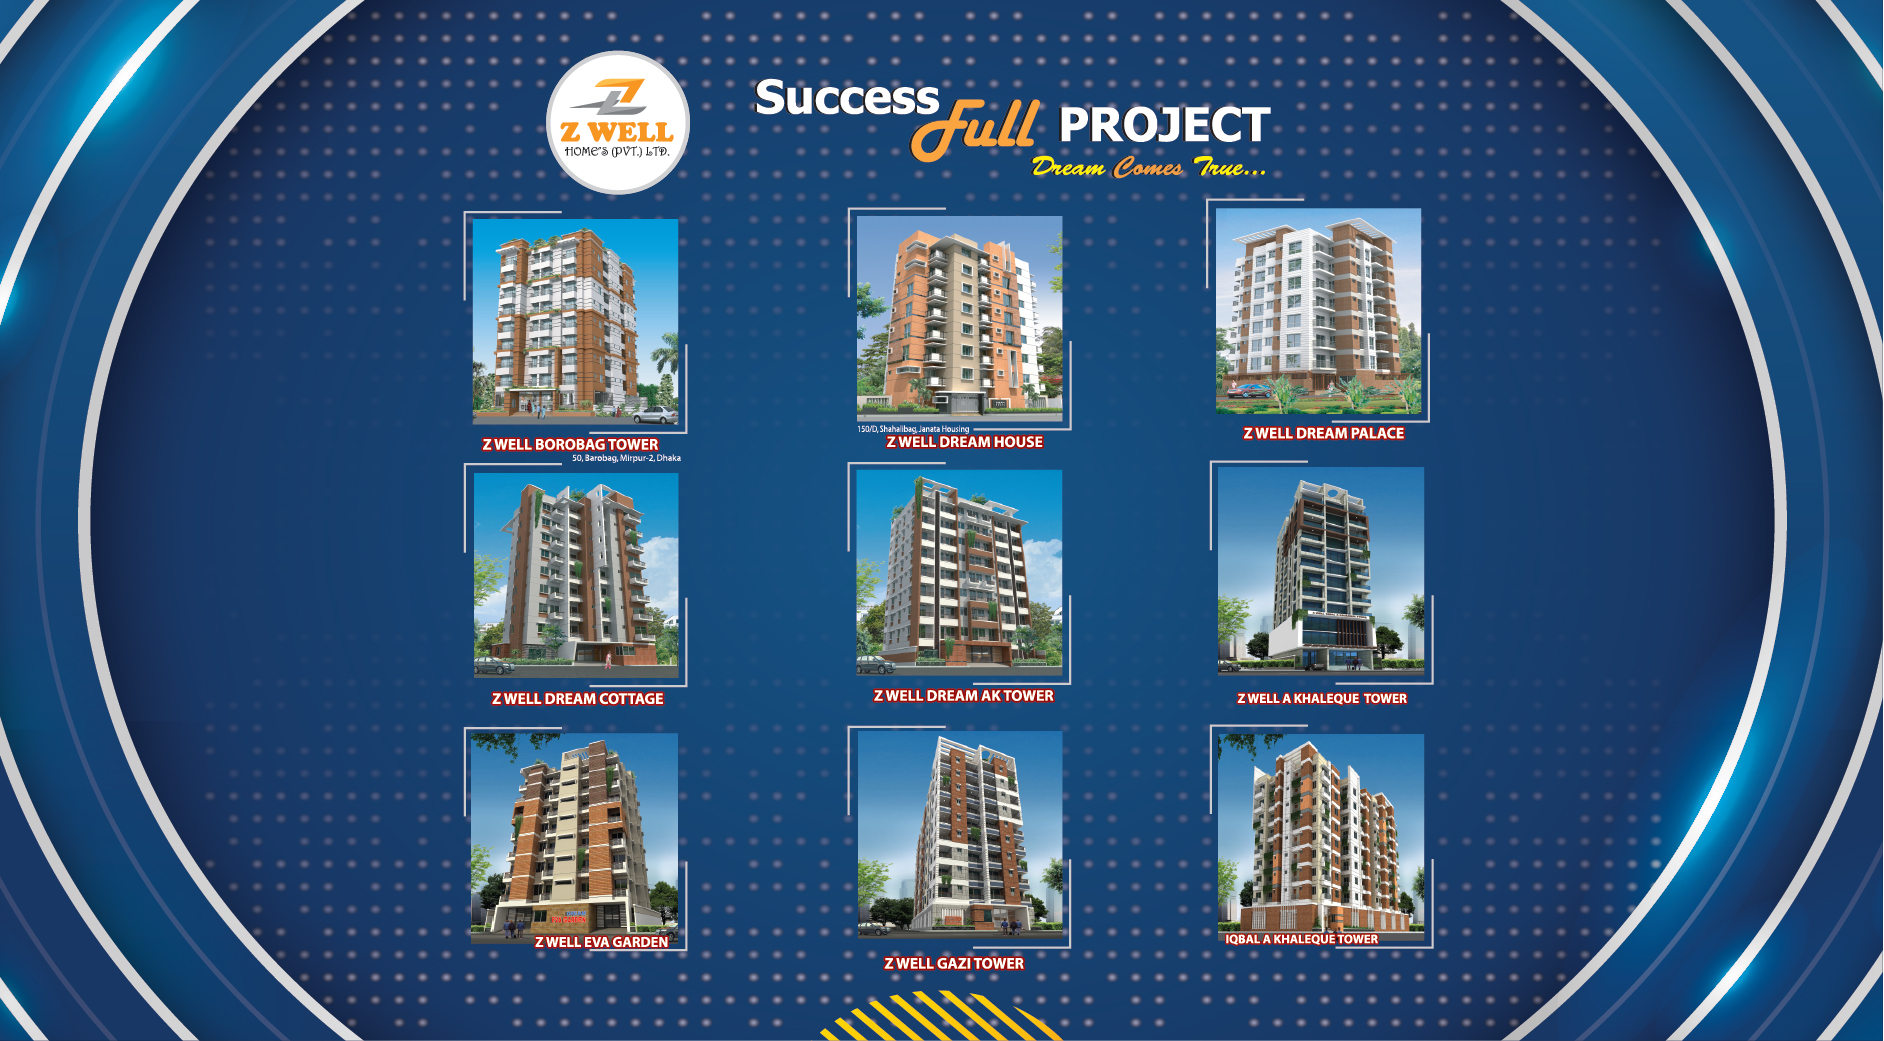 Z WELL
HOME"S (PVT.) LTD.
Success
Full PROJECT
Dream Comes True...
Z WELL BOROBAG TOWER
50, Barobag, Mirpur-2, Dhaka
150/D, Shahalibag, Janata Housing
Z WELL DREAM HOUSE
Z WELL DREAM PALACE
Z WELL DREAM COTTAGE
Z WELL DREAM AK TOWER
Z WELL A KHALEQUE TOWER
EVA GARDEN
Z WELL EVA GARDEN
Z WELL GAZI TOWER
IQBAL A KHALEQUE TOWER